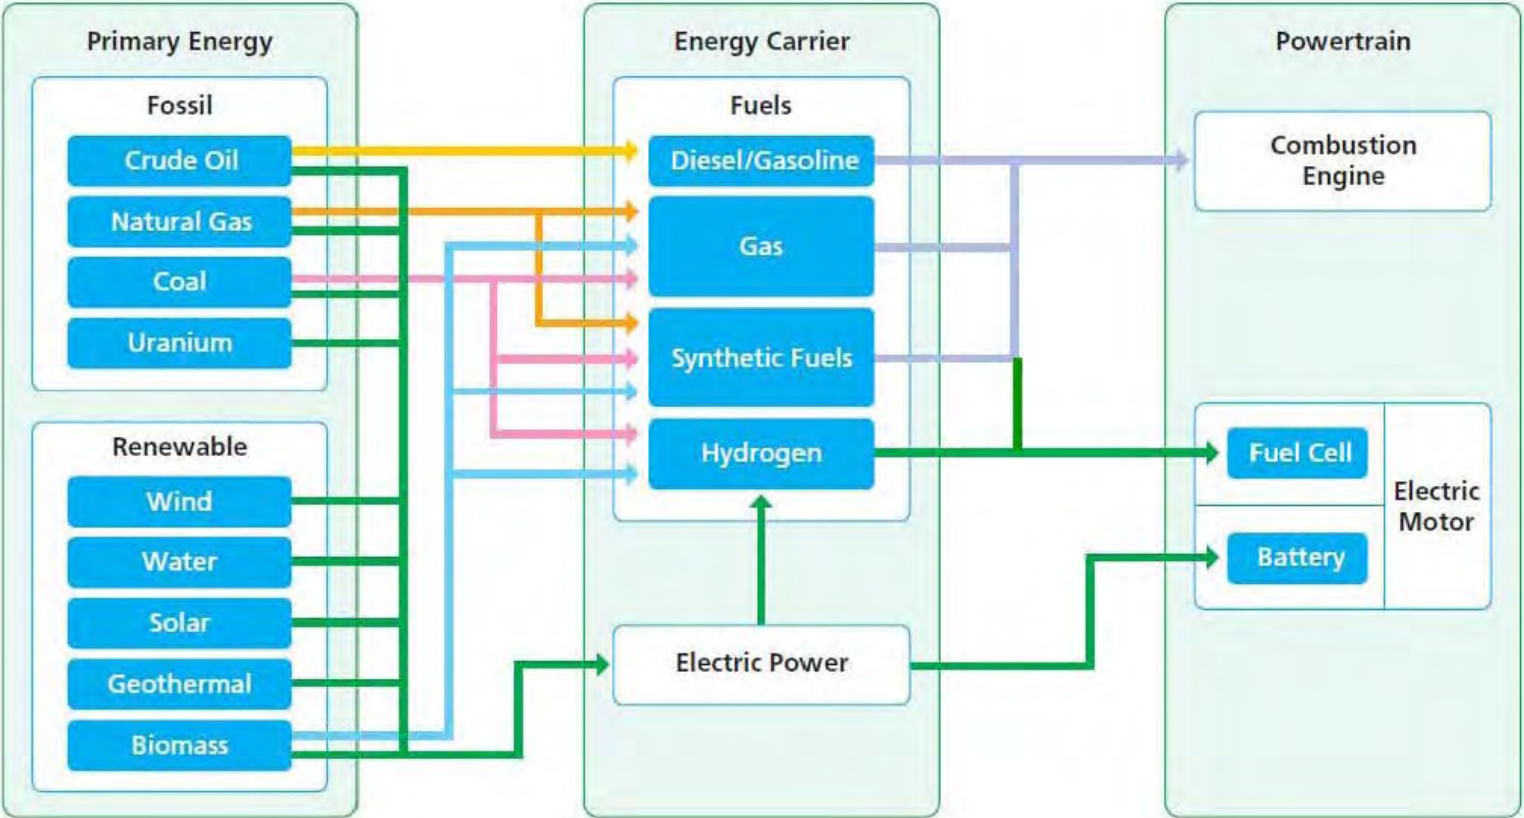 Primary Energy
Fossil
Crude Oil
Natural Gas
Coal
Uranium
Renewable
Wind
Water
Solar
Geothermal
Biomass
Energy Carrier
Fuels
Diesel/Gasoline
Gas
Synthetic Fuels
Hydrogen
Electric Power
Powertrain
Combustion
Engine
Fuel Cell
Battery
Electric
Motor